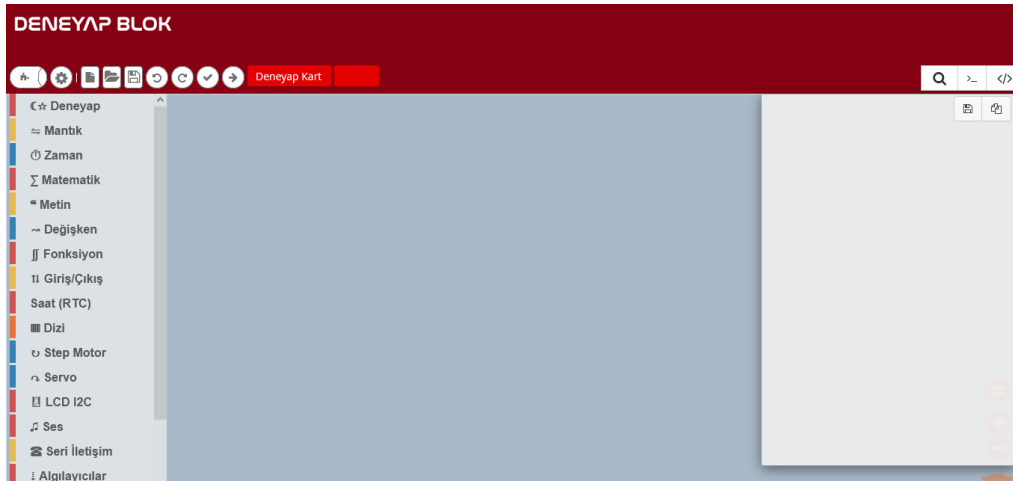 DENEYAP BLOK
Deneyap Kart
Deneyap
Mantık
Zaman
Matematik
Metin
Değişken
Fonksiyon
Giriş/Çıkış
Saat (RTC)
Dizi
Step Motor
Servo
LCD I2C
Ses
Seri İletişim
Algılayıcılar